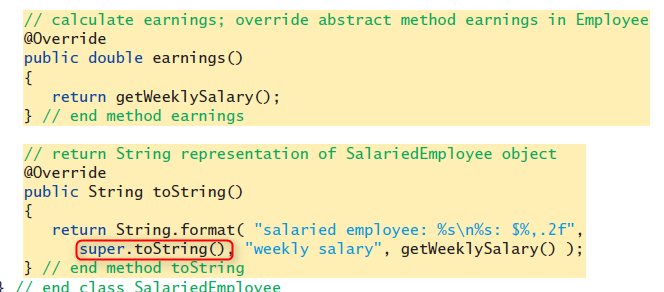 // calculate earnings; override abstract method earnings in Employee
@Override
public double earnings()
{
return getWeeklySalary();
} // end method earnings
// return String representation of SalariedEmployee object
@Override
public String toString()
{
return String.format( "salaried employee: %s\n%s: $%,.2f",
super.toString(), "weekly salary", getWeeklySalary() );
} // end method toString
} // end class SalariedEmployee